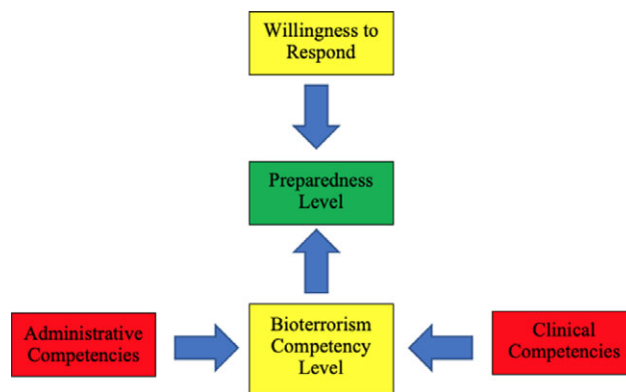 Willingness to
Respond
Preparedness
Level
Administrative
Competencies
Bioterrorism
Competency
Level
Clinical
Competencies